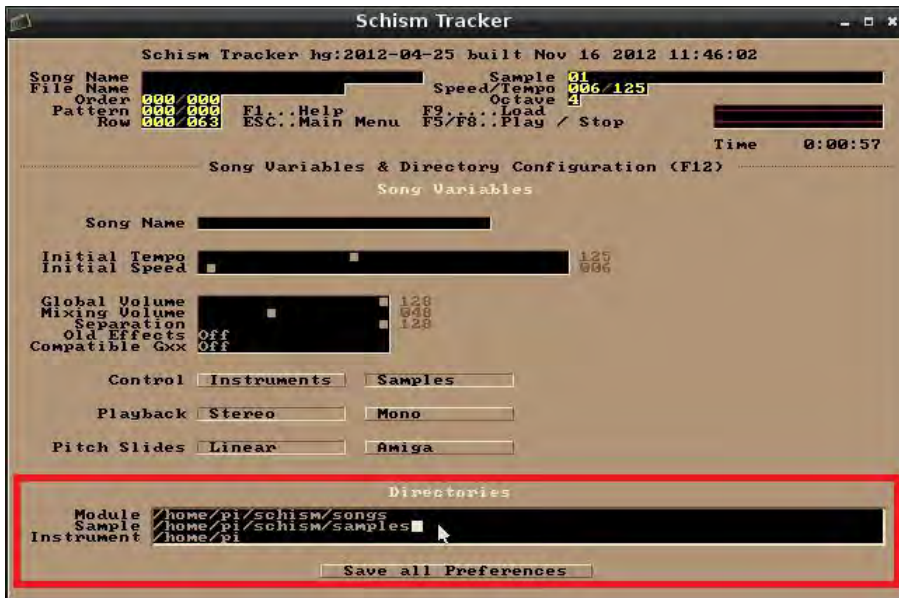 Schism Tracker
Schism Tracker hg:2012-04-25 built Nov 16 2012 11:46:02
Song Name
File Name
Order 000/000
Pattern 000/000
Row 000/063
F1...Help
ESC..Main Menu
Sample 01
Speed/Tempo 006/125
Octave 4
F9.....Load
F5/F8..Play / Stop
Time 0:00:57
Song Variables & Directory Configuration (F12)
Song Variables
Song Name
Initial Tempo 125
Initial Speed 006
Global Volume 128
Mixing Volume 048
Separation 128
Old Effects Off
Compatible Gxx Off
Control Instruments Samples
Playback Stereo Mono
Pitch Slides Linear Amiga
Directories
Module /home/pi/schism/songs
Sample /home/pi/schism/samples
Instrument /home/pi
Save all Preferences